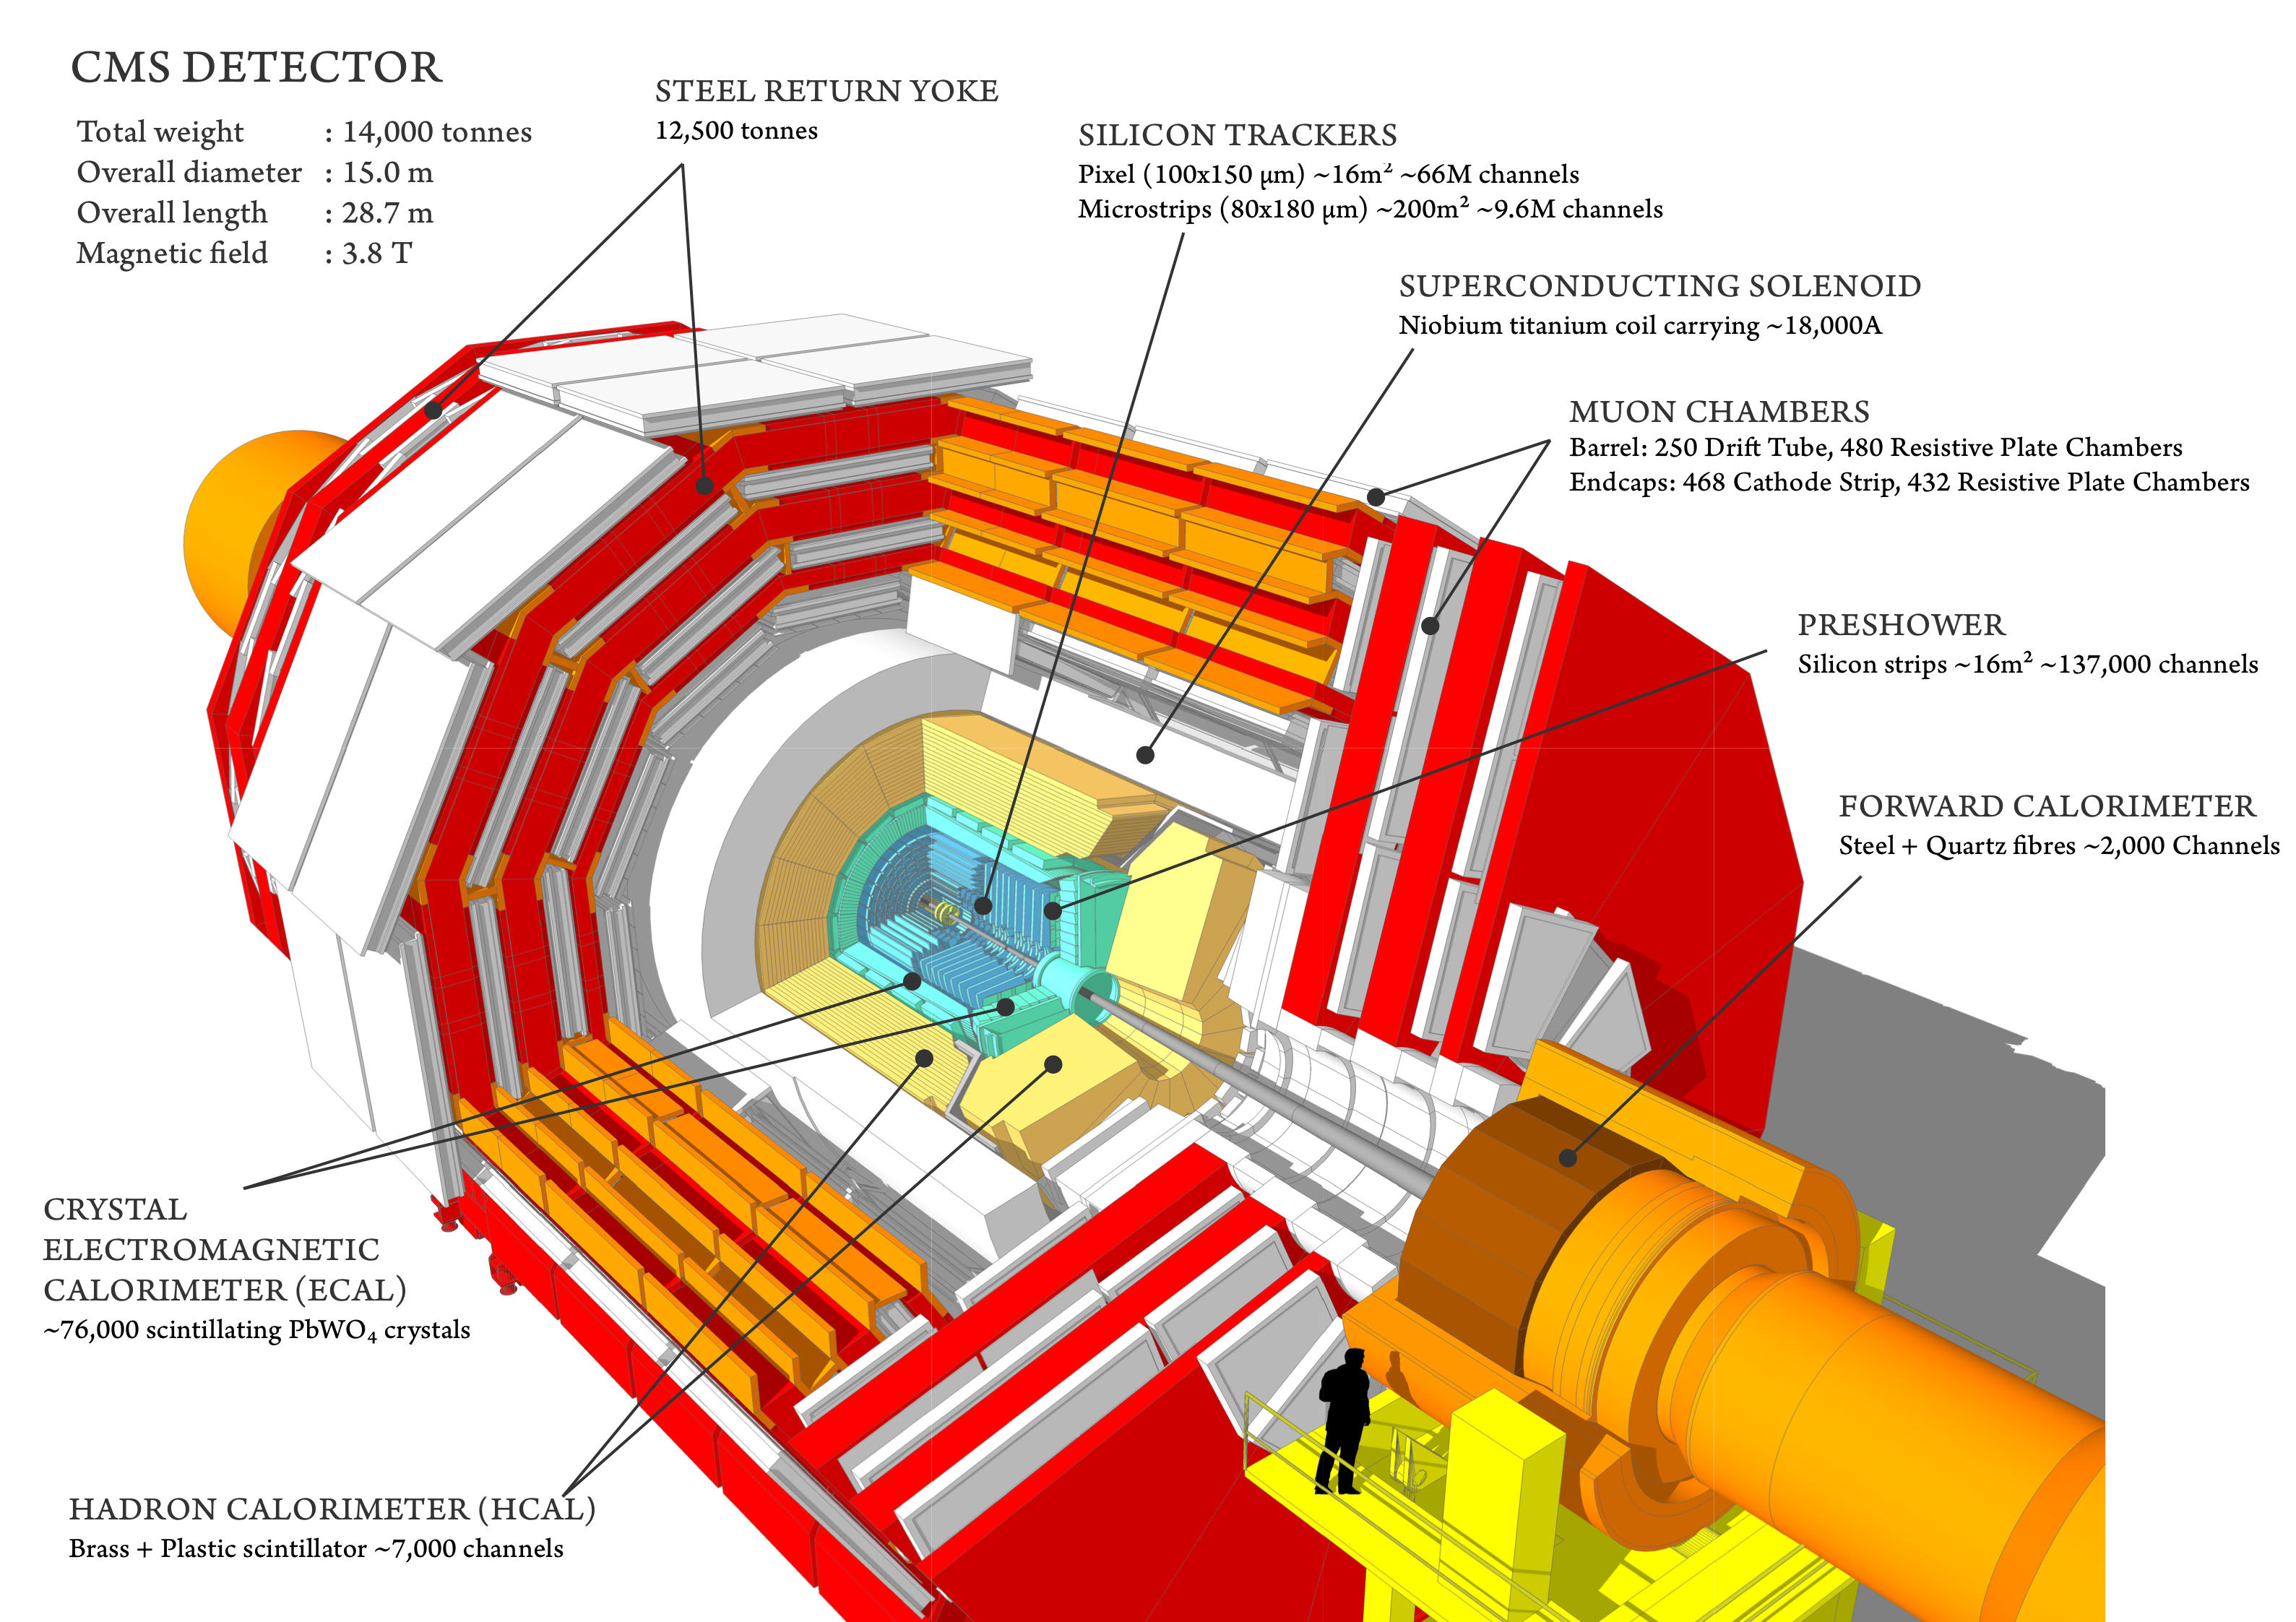 CMS DETECTOR
Total weight : 14,000 tonnes
Overall diameter : 15.0 m
Overall length : 28.7 m
Magnetic field : 3.8 T
STEEL RETURN YOKE
12,500 tonnes
SILICON TRACKERS
Pixel (100x150 μm) ~16m² ~66M channels
Microstrips (80x180 μm) ~200m² ~9.6M channels
SUPERCONDUCTING SOLENOID
Niobium titanium coil carrying ~18,000A
MUON CHAMBERS
Barrel: 250 Drift Tube, 480 Resistive Plate Chambers
Endcaps: 468 Cathode Strip, 432 Resistive Plate Chambers
PRESHOWER
Silicon strips ~16m² ~137,000 channels
FORWARD CALORIMETER
Steel + Quartz fibres ~2,000 Channels
CRYSTAL
ELECTROMAGNETIC
CALORIMETER (ECAL)
~76,000 scintillating PbWO₄ crystals
HADRON CALORIMETER (HCAL)
Brass + Plastic scintillator ~7,000 channels